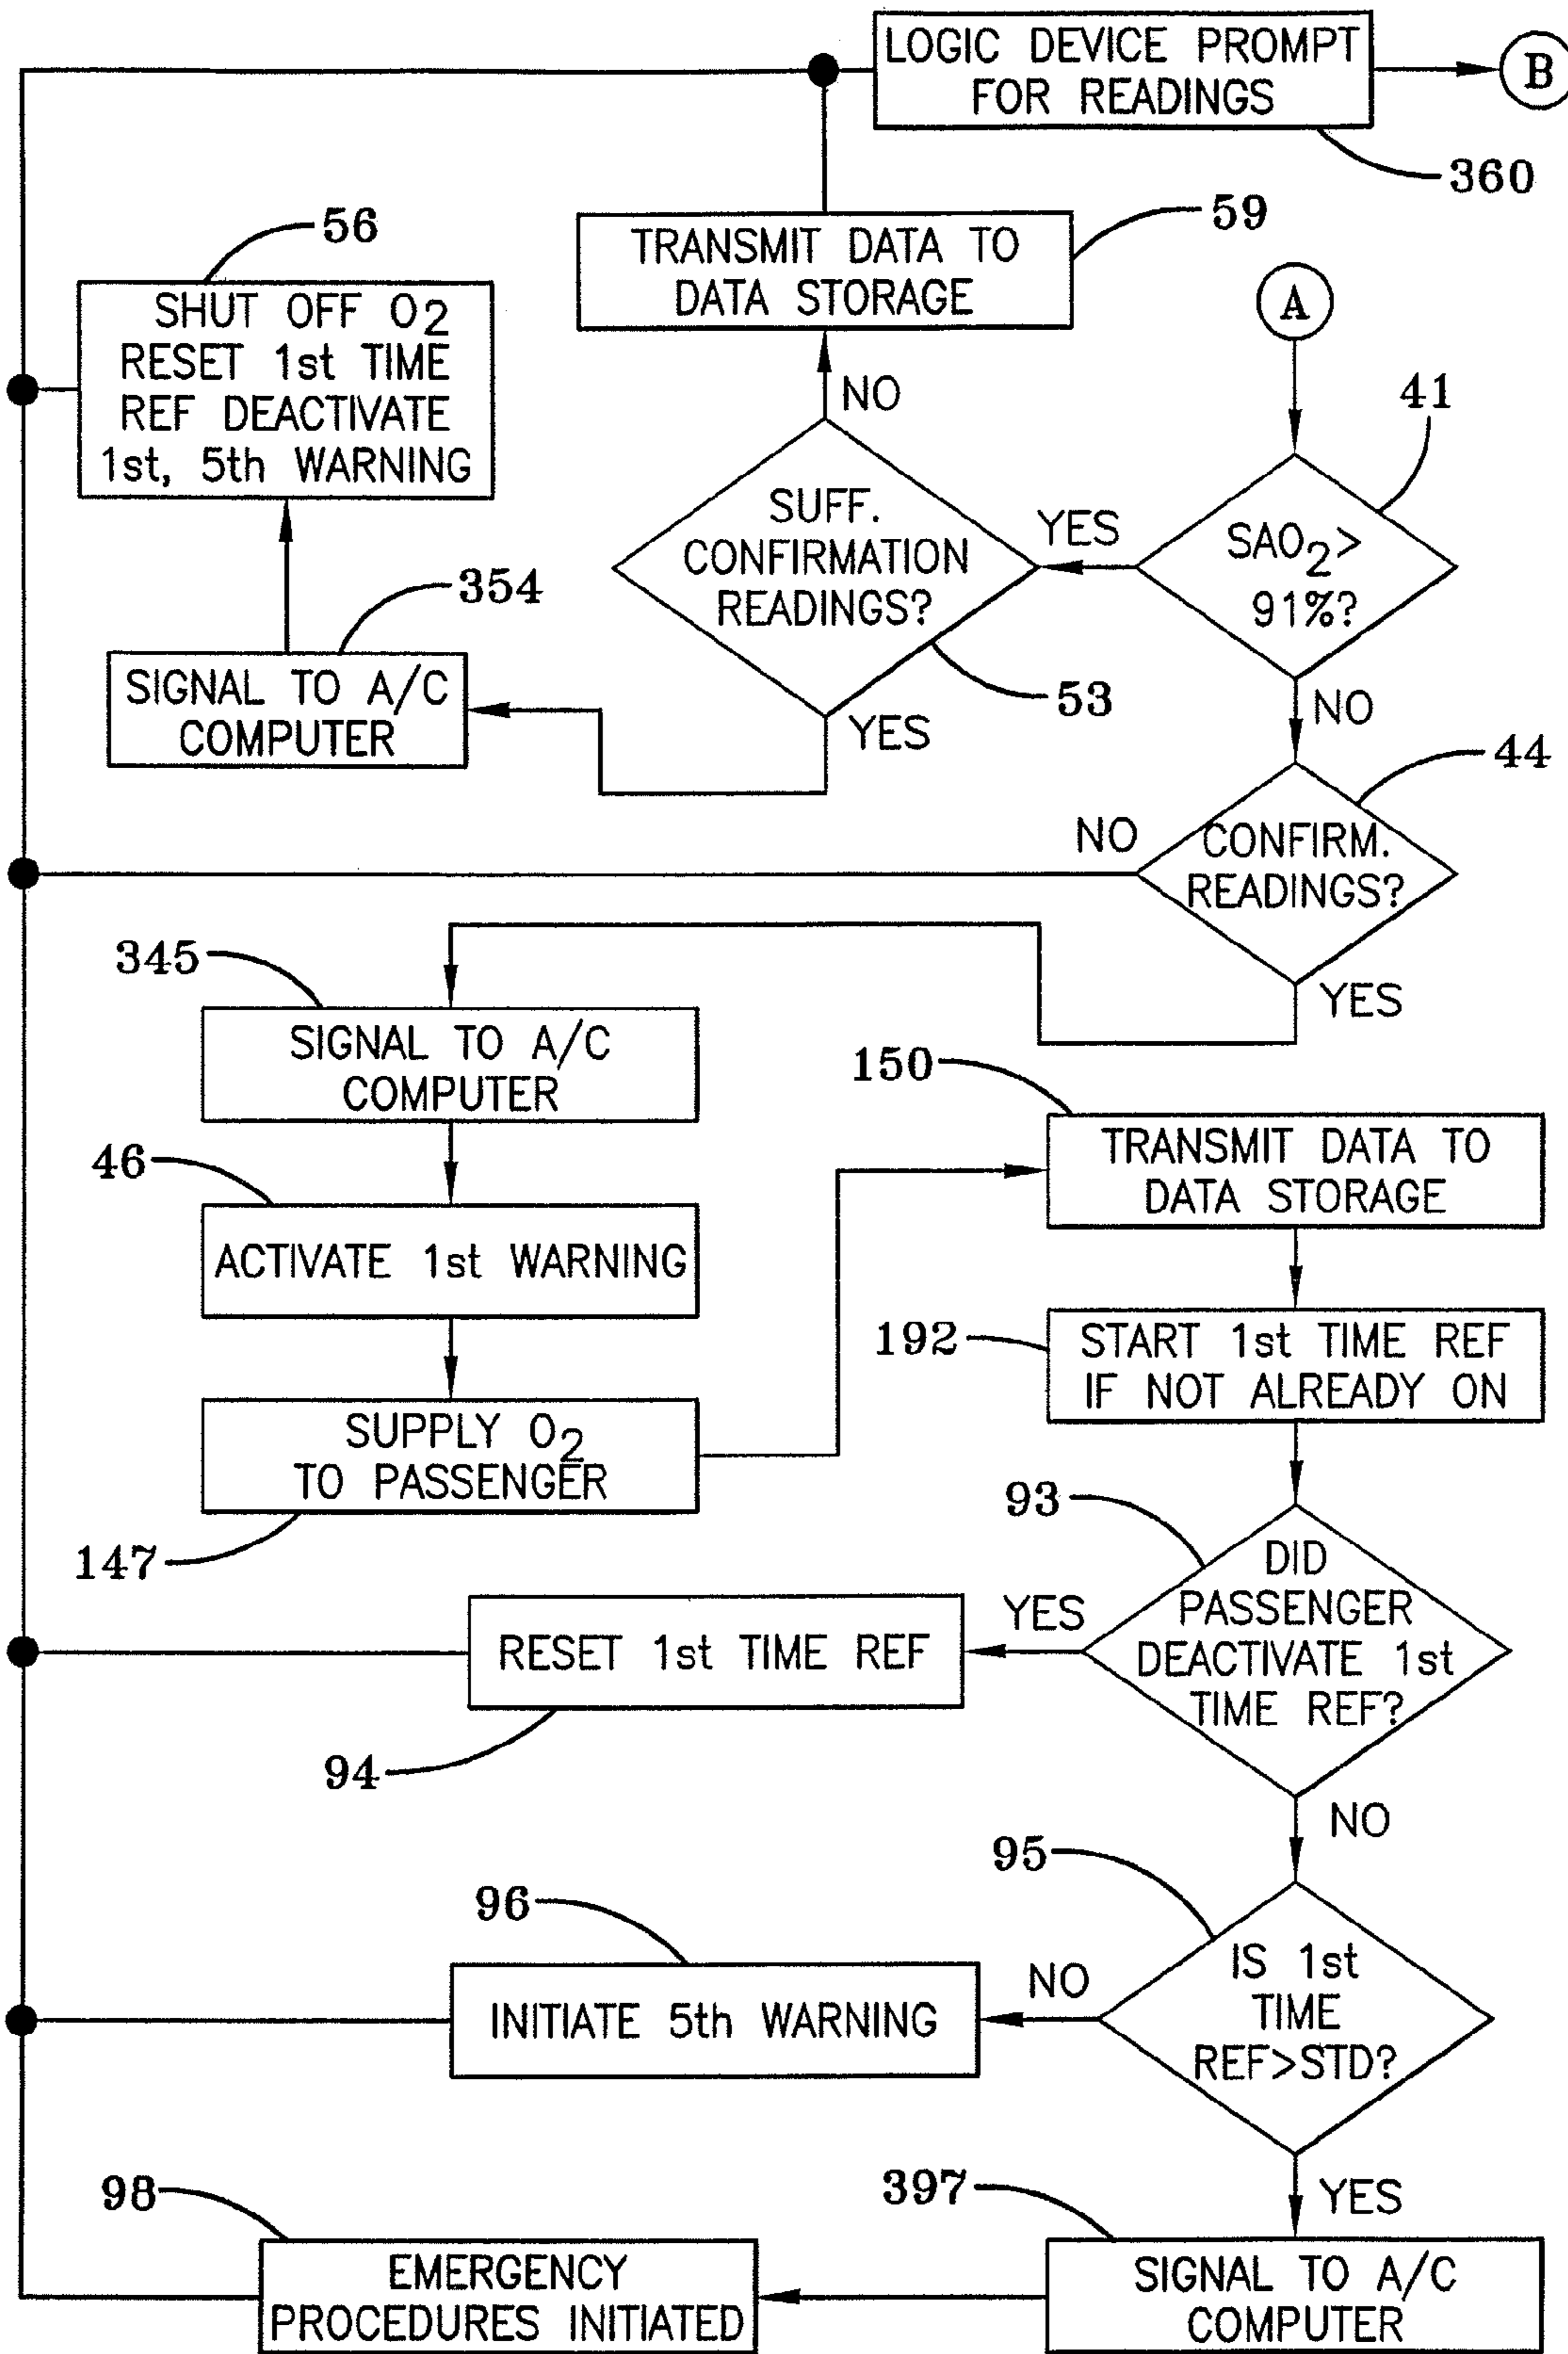 LOGIC DEVICE PROMPT
FOR READINGS
B
360
59
TRANSMIT DATA TO
DATA STORAGE
56
SHUT OFF O2
RESET 1st TIME
REF DEACTIVATE
1st, 5th WARNING
A
NO
41
SUFF.
CONFIRMATION
READINGS?
YES
SAO2>
91%?
354
SIGNAL TO A/C
COMPUTER
53
YES
NO
44
NO
CONFIRM.
READINGS?
345
YES
SIGNAL TO A/C
COMPUTER
150
TRANSMIT DATA TO
DATA STORAGE
46
ACTIVATE 1st WARNING
192
START 1st TIME REF
IF NOT ALREADY ON
SUPPLY O2
TO PASSENGER
147
93
DID
PASSENGER
DEACTIVATE 1st
TIME REF?
YES
RESET 1st TIME REF
94
NO
95
96
IS 1st
TIME
REF>STD?
NO
INITIATE 5th WARNING
YES
98
397
EMERGENCY
PROCEDURES INITIATED
SIGNAL TO A/C
COMPUTER